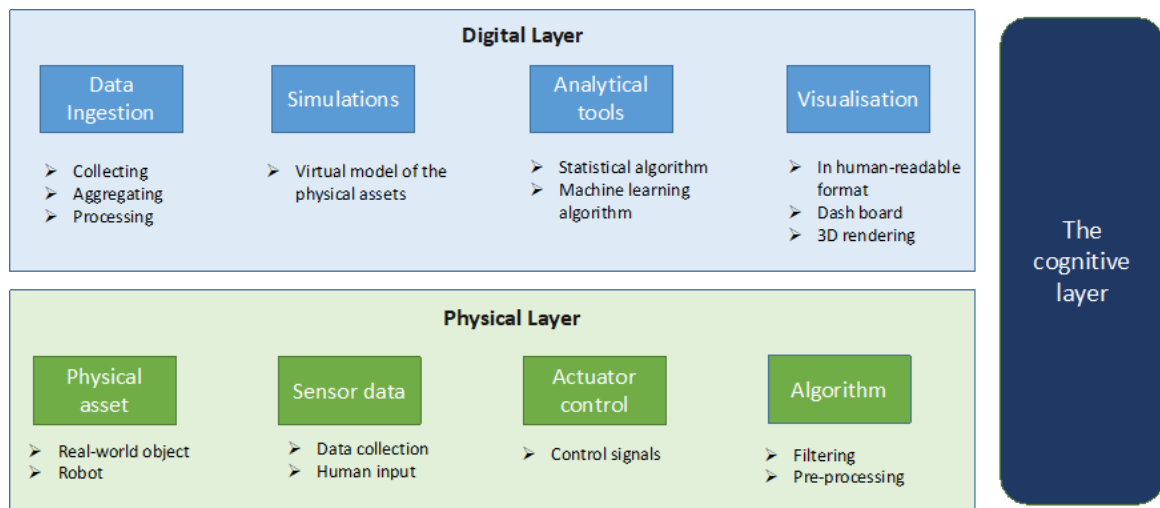 Digital Layer
Data
Ingestion
Simulations
Analytical
tools
Visualisation
➤ Collecting
➤ Aggregating
➤ Processing
➤ Virtual model of the
physical assets
➤ Statistical algorithm
➤ Machine learning
algorithm
➤ In human-readable
format
➤ Dash board
➤ 3D rendering
Physical Layer
Physical
asset
Sensor data
Actuator
control
Algorithm
➤ Real-world object
➤ Robot
➤ Data collection
➤ Human input
➤ Control signals
➤ Filtering
➤ Pre-processing
The
cognitive
layer